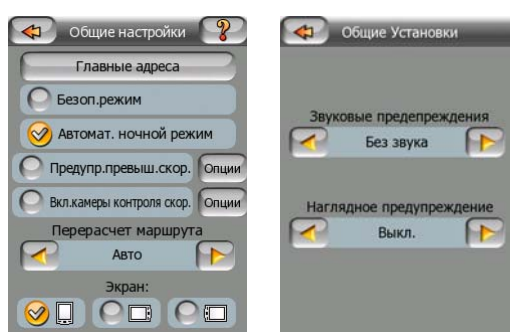 Общие настройки
Главные адреса
Безоп.режим
Автомат. ночной режим
Предупр.превыш.скор. Опции
Вкл.камеры контроля скор. Опции
Перерасчет маршрута
Авто
Экран:
Общие Установки
Звуковые предепреждения
Без звука
Наглядное предупреждение
Выкл.